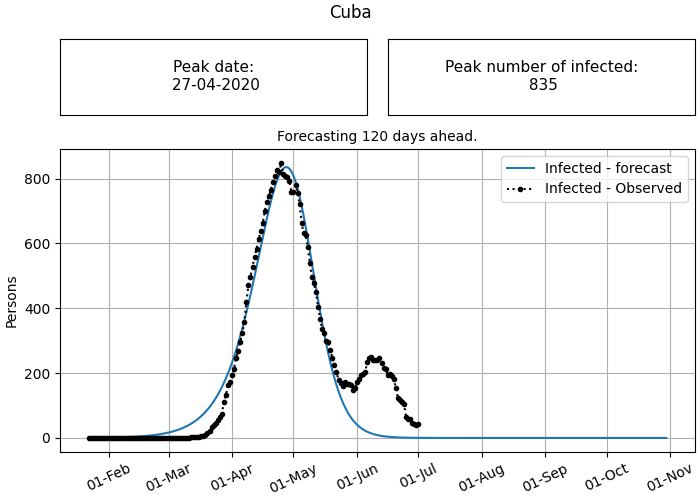 Cuba
Peak date:
27-04-2020
Peak number of infected:
835
Forecasting 120 days ahead.
Infected - forecast
Infected - Observed
Persons
800
600
400
200
0
01-Feb
01-Mar
01-Apr
01-May
01-Jun
01-Jul
01-Aug
01-Sep
01-Oct
01-Nov